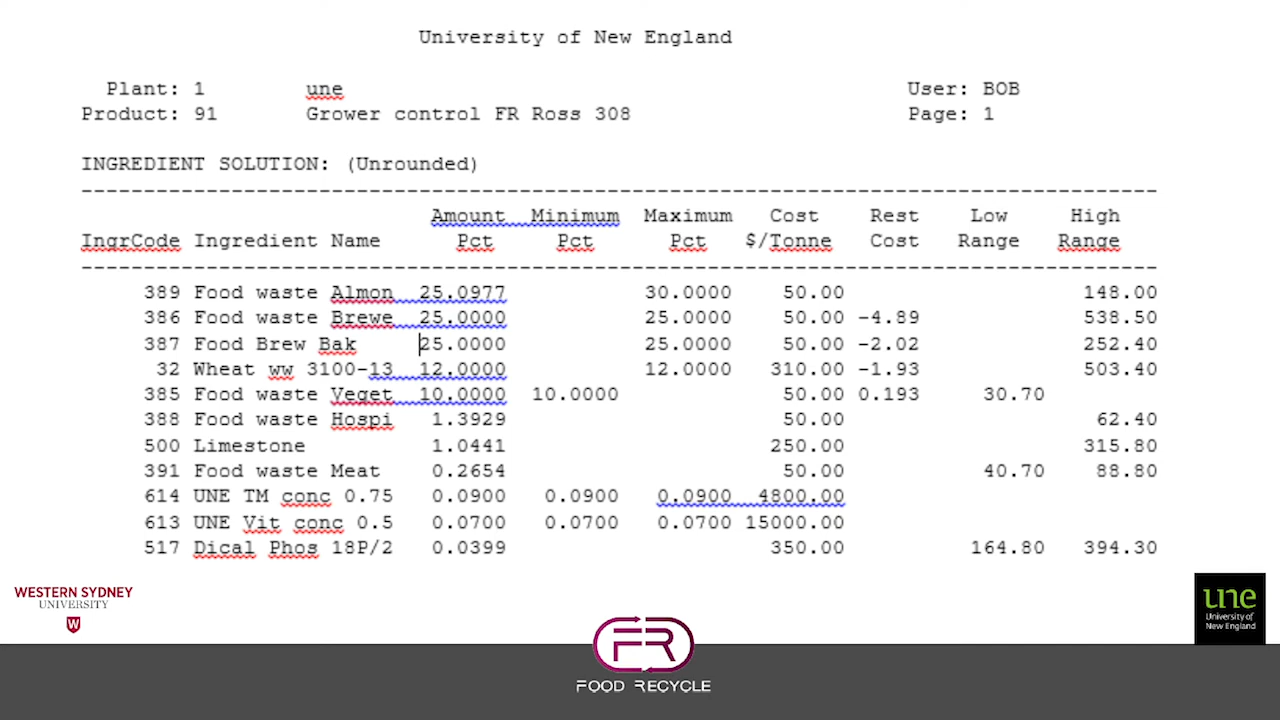 University of New England
Plant: 1 une User: BOB
Product: 91 Grower control FR Ross 308 Page: 1
INGREDIENT SOLUTION: (Unrounded)
Amount Minimum Maximum Cost Rest Low High
IngrCode Ingredient Name Pct Pct Pct $/Tonne Cost Range Range
389 Food waste Almon 25.0977 30.0000 50.00 148.00
386 Food waste Brewe 25.0000 25.0000 50.00 -4.89 538.50
387 Food Brew Bak 25.0000 25.0000 50.00 -2.02 252.40
32 Wheat ww 3100-13 12.0000 12.0000 310.00 -1.93 503.40
385 Food waste Veget 10.0000 10.0000 50.00 0.193 30.70
388 Food waste Hospi 1.3929 50.00 62.40
500 Limestone 1.0441 250.00 315.80
391 Food waste Meat 0.2654 50.00 40.70 88.80
614 UNE TM conc 0.75 0.0900 0.0900 0.0900 4800.00
613 UNE Vit conc 0.5 0.0700 0.0700 0.0700 15000.00
517 Dical Phos 18P/2 0.0399 350.00 164.80 394.30
WESTERN SYDNEY
UNIVERSITY
W
une
University of
New England
FR
FOOD RECYCLE